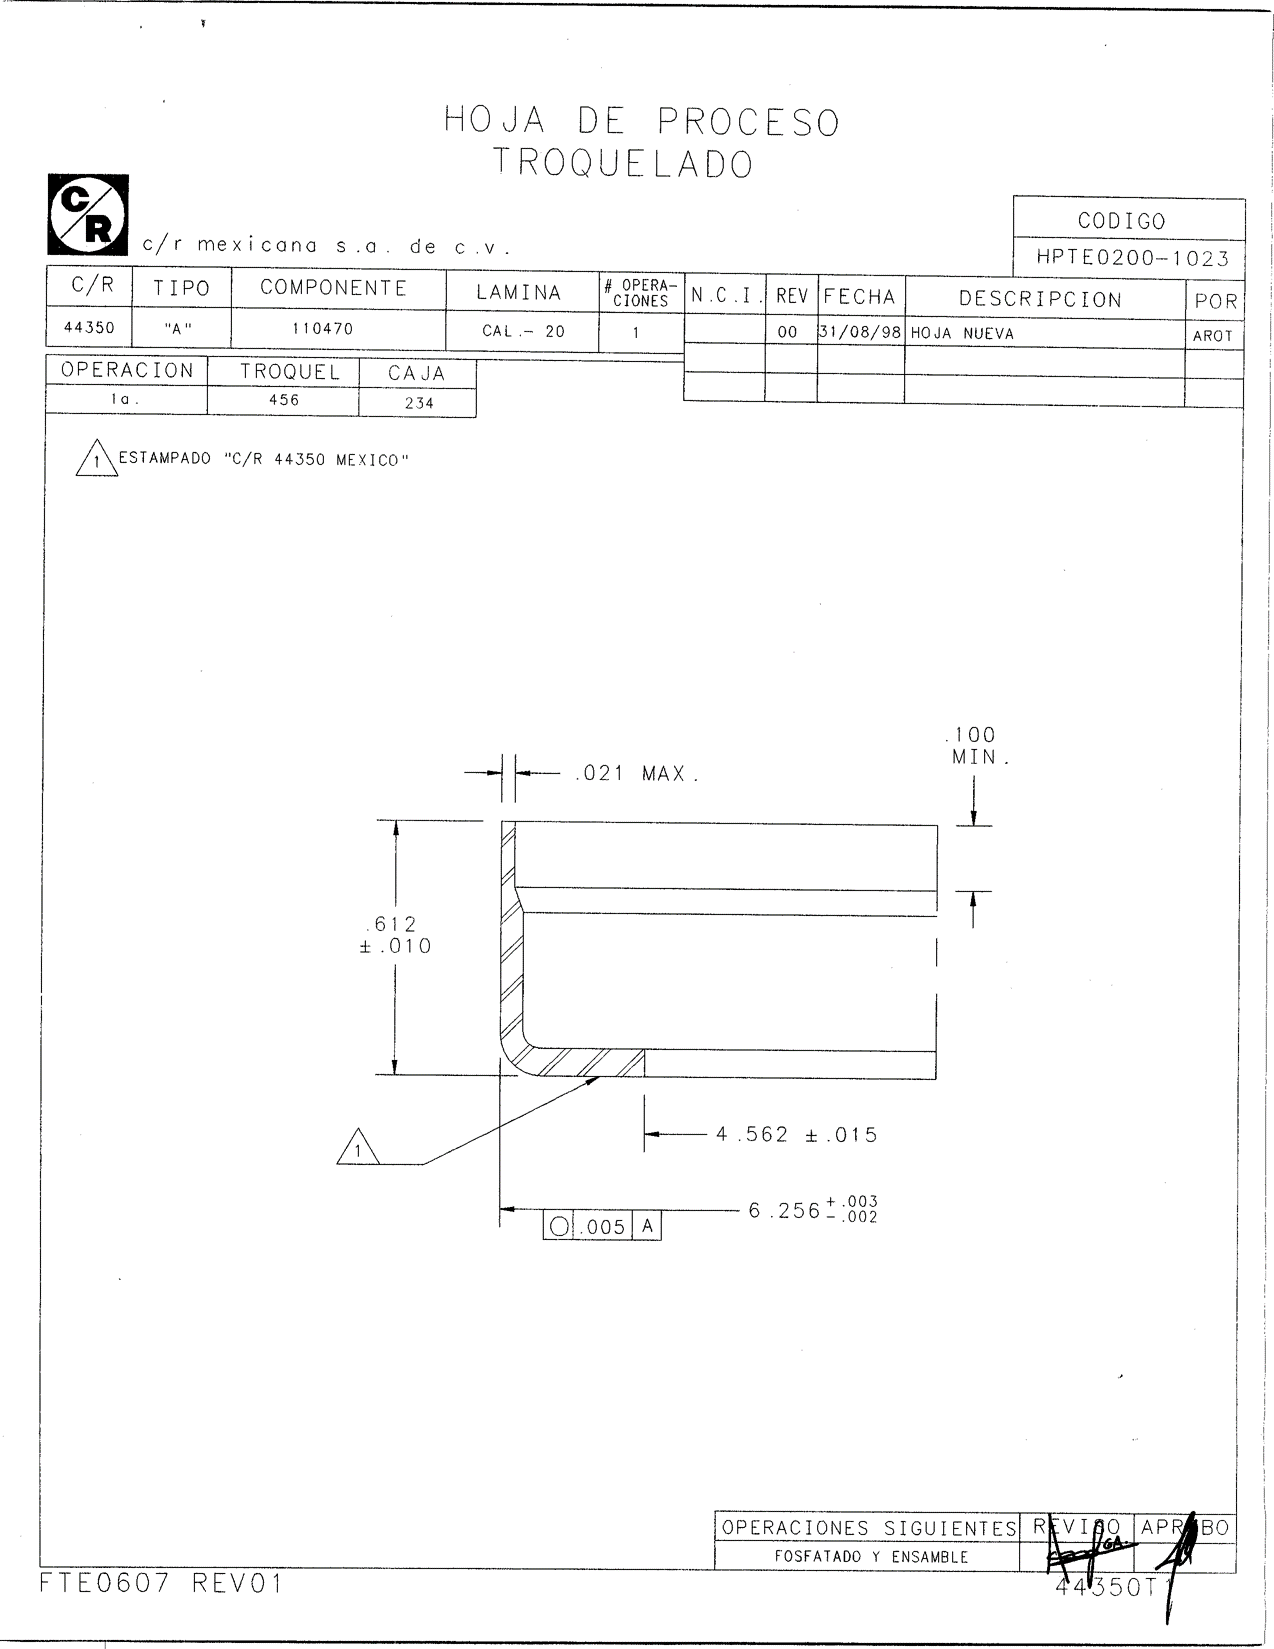 HOJA DE PROCESO
TROQUELADO
C/R
c/r mexicana s.a. de c.v.
CODIGO
HPTE0200-1023
C/R TIPO COMPONENTE LAMINA # OPERA-CIONES N.C.I. REV FECHA DESCRIPCION POR
44350 "A" 110470 CAL.- 20 1 00 31/08/98 HOJA NUEVA AROT
OPERACION TROQUEL CAJA
1a. 456 234
1 ESTAMPADO "C/R 44350 MEXICO"
.100
MIN.
.021 MAX.
.612
±.010
4.562 ±.015
1
6.256 +.003 -.002
○ .005 A
OPERACIONES SIGUIENTES REVISO APROBO
FOSFATADO Y ENSAMBLE
FTE0607 REV01
44350T1